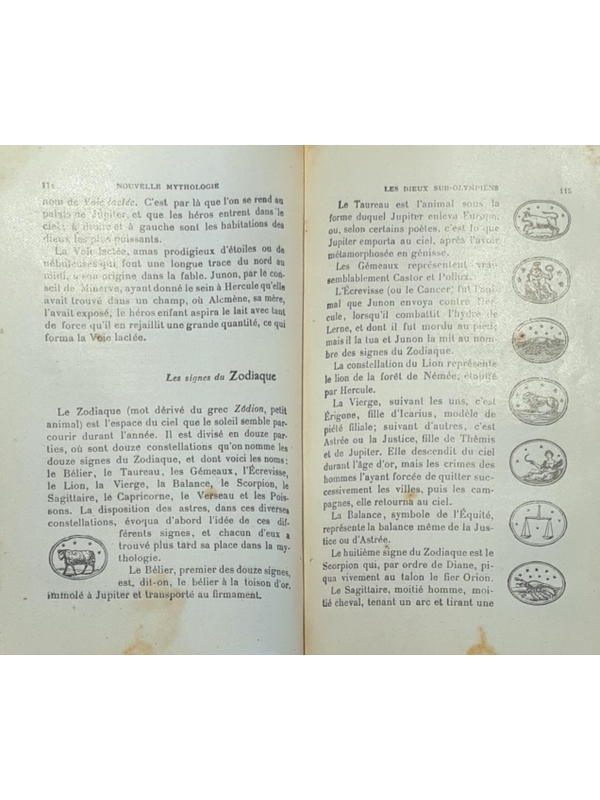 114 NOUVELLE MYTHOLOGIE
nom de Voie lactée. C'est par là que l'on se rend au
palais de Jupiter, et que les héros entrent dans le
ciel; à droite et à gauche sont les habitations des
dieux les plus puissants.
La Voie lactée, amas prodigieux d'étoiles ou de
nébuleuses qui font une longue trace du nord au
midi, a son origine dans la fable. Junon, par le con-
seil de Minerve, ayant donné le sein à Hercule qu'elle
avait trouvé dans un champ, où Alcmène, sa mère,
l'avait exposé, le héros enfant aspira le lait avec tant
de force qu'il en rejaillit une grande quantité, ce qui
forma la Voie lactée.
Les signes du Zodiaque
Le Zodiaque (mot dérivé du grec Zôdion, petit
animal) est l'espace du ciel que le soleil semble par-
courir durant l'année. Il est divisé en douze par-
ties, où sont douze constellations qu'on nomme les
douze signes du Zodiaque, et dont voici les noms:
le Bélier, le Taureau, les Gémeaux, l'Écrevisse,
le Lion, la Vierge, la Balance, le Scorpion, le
Sagittaire, le Capricorne, le Verseau et les Pois-
sons. La disposition des astres, dans ces diverses
constellations, évoqua d'abord l'idée de ces dif-
férents signes, et chacun d'eux a
trouvé plus tard sa place dans la my-
thologie.
Le Bélier, premier des douze signes,
est, dit-on, le bélier à la toison d'or,
immolé à Jupiter et transporté au firmament.
LES DIEUX SUB-OLYMPIENS 115
Le Taureau est l'animal sous la
forme duquel Jupiter enleva Europe;
ou, selon certains poètes, c'est Io que
Jupiter emporta au ciel, après l'avoir
métamorphosée en génisse.
Les Gémeaux représentent vrai-
semblablement Castor et Pollux.
L'Écrevisse (ou le Cancer) fut l'ani-
mal que Junon envoya contre Her-
cule, lorsqu'il combattit l'hydre de
Lerne, et dont il fut mordu au pied;
mais il la tua et Junon la mit au nom-
bre des signes du Zodiaque.
La constellation du Lion représente
le lion de la forêt de Némée, étouffé
par Hercule.
La Vierge, suivant les uns, c'est
Érigone, fille d'Icarius, modèle de
piété filiale; suivant d'autres, c'est
Astrée ou la Justice, fille de Thémis
et de Jupiter. Elle descendit du ciel
durant l'âge d'or, mais les crimes des
hommes l'ayant forcée de quitter suc-
cessivement les villes, puis les cam-
pagnes, elle retourna au ciel.
La Balance, symbole de l'Équité,
représente la balance même de la Jus-
tice ou d'Astrée.
Le huitième signe du Zodiaque est le
Scorpion qui, par ordre de Diane, pi-
qua vivement au talon le fier Orion.
Le Sagittaire, moitié homme, moi-
tié cheval, tenant un arc et tirant une